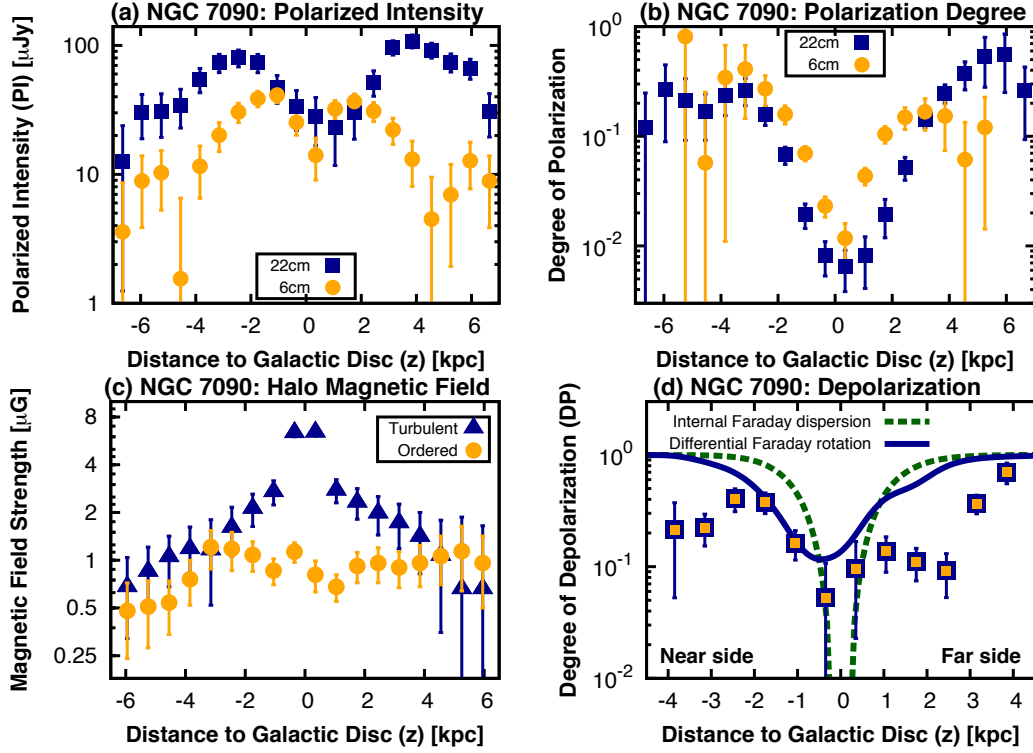 (a) NGC 7090: Polarized Intensity
Polarized Intensity (PI) [μJy]
100
10
1
22cm
6cm
-6 -4 -2 0 2 4 6
Distance to Galactic Disc (z) [kpc]
(b) NGC 7090: Polarization Degree
Degree of Polarization
10⁰
10⁻¹
10⁻²
22cm
6cm
-6 -4 -2 0 2 4 6
Distance to Galactic Disc (z) [kpc]
(c) NGC 7090: Halo Magnetic Field
Magnetic Field Strength [μG]
8
4
2
1
0.5
0.25
Turbulent
Ordered
-6 -4 -2 0 2 4 6
Distance to Galactic Disc (z) [kpc]
(d) NGC 7090: Depolarization
Degree of Depolarization (DP)
Internal Faraday dispersion
Differential Faraday rotation
10⁰
10⁻¹
10⁻²
Near side
Far side
-4 -3 -2 -1 0 1 2 3 4
Distance to Galactic Disc (z) [kpc]